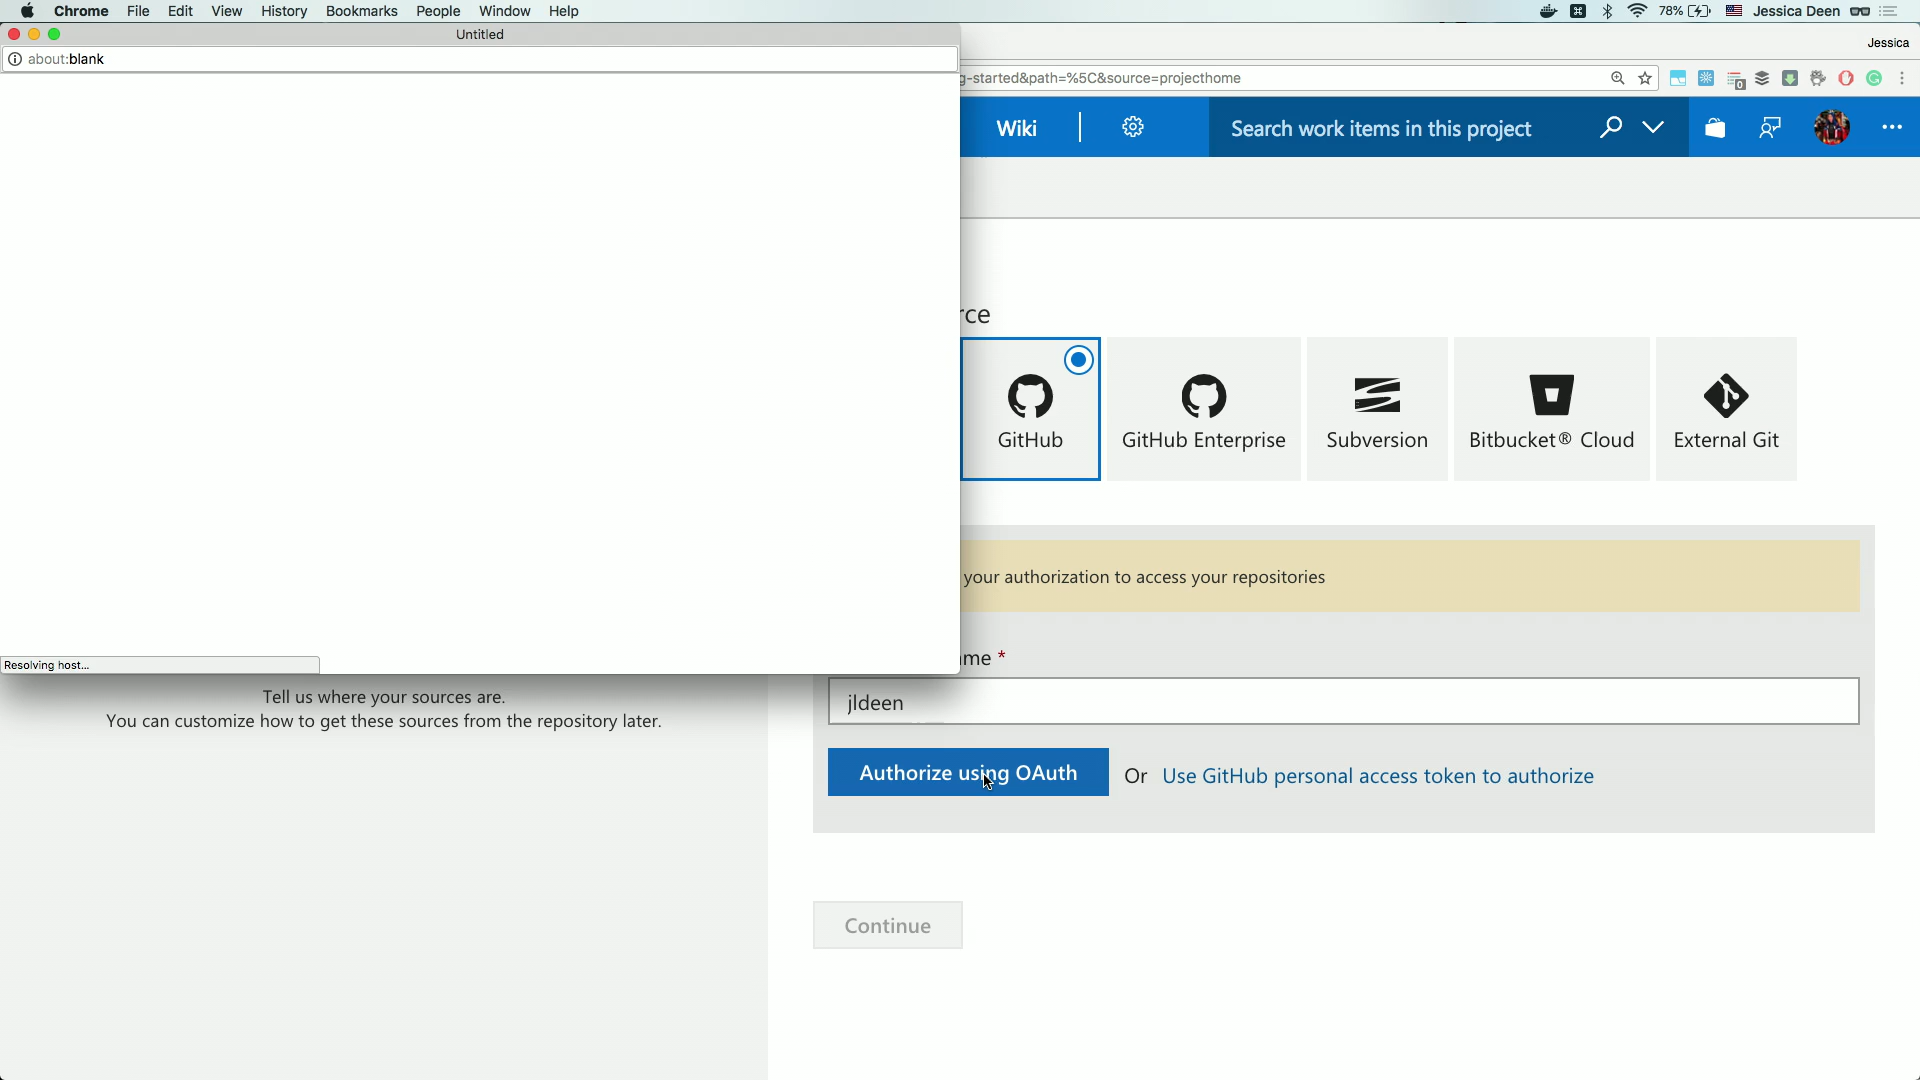 Chrome File Edit View History Bookmarks People Window Help
78% Jessica Deen
Untitled
Jessica
about:blank
g-started&path=%5C&source=projecthome
0
Wiki
Search work items in this project
rce
GitHub
GitHub Enterprise
Subversion
Bitbucket® Cloud
External Git
your authorization to access your repositories
me *
Resolving host...
Tell us where your sources are.
You can customize how to get these sources from the repository later.
jldeen
Authorize using OAuth Or Use GitHub personal access token to authorize
Continue